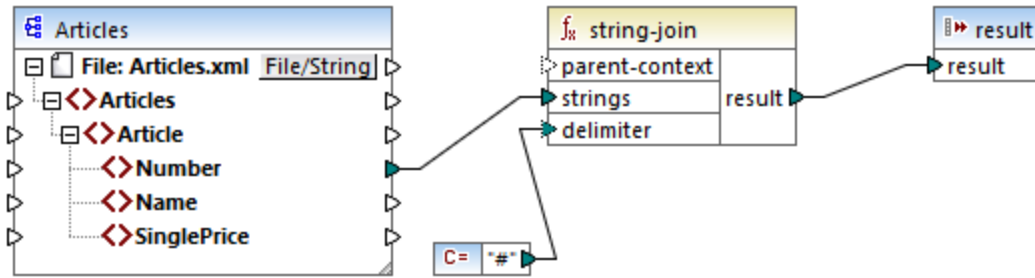 Articles
File: Articles.xml File/String
Articles
Article
Number
Name
SinglePrice
string-join
parent-context
strings
delimiter
result
C= "#"
result
result